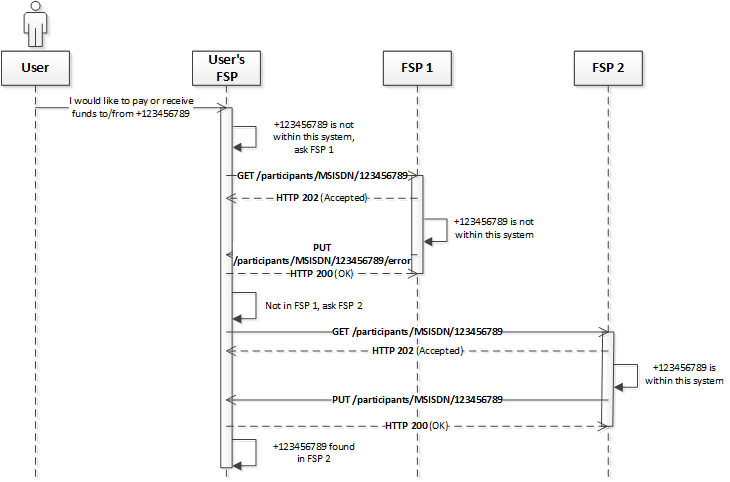 User
User's
FSP
FSP 1
FSP 2
I would like to pay or receive
funds to/from +123456789
+123456789 is not
within this system,
ask FSP 1
GET /participants/MSISDN/123456789
HTTP 202 (Accepted)
+123456789 is not
within this system
PUT
/participants/MSISDN/123456789/error
HTTP 200 (OK)
Not in FSP 1, ask FSP 2
GET /participants/MSISDN/123456789
HTTP 202 (Accepted)
+123456789 is
within this system
PUT /participants/MSISDN/123456789
HTTP 200 (OK)
+123456789 found
in FSP 2